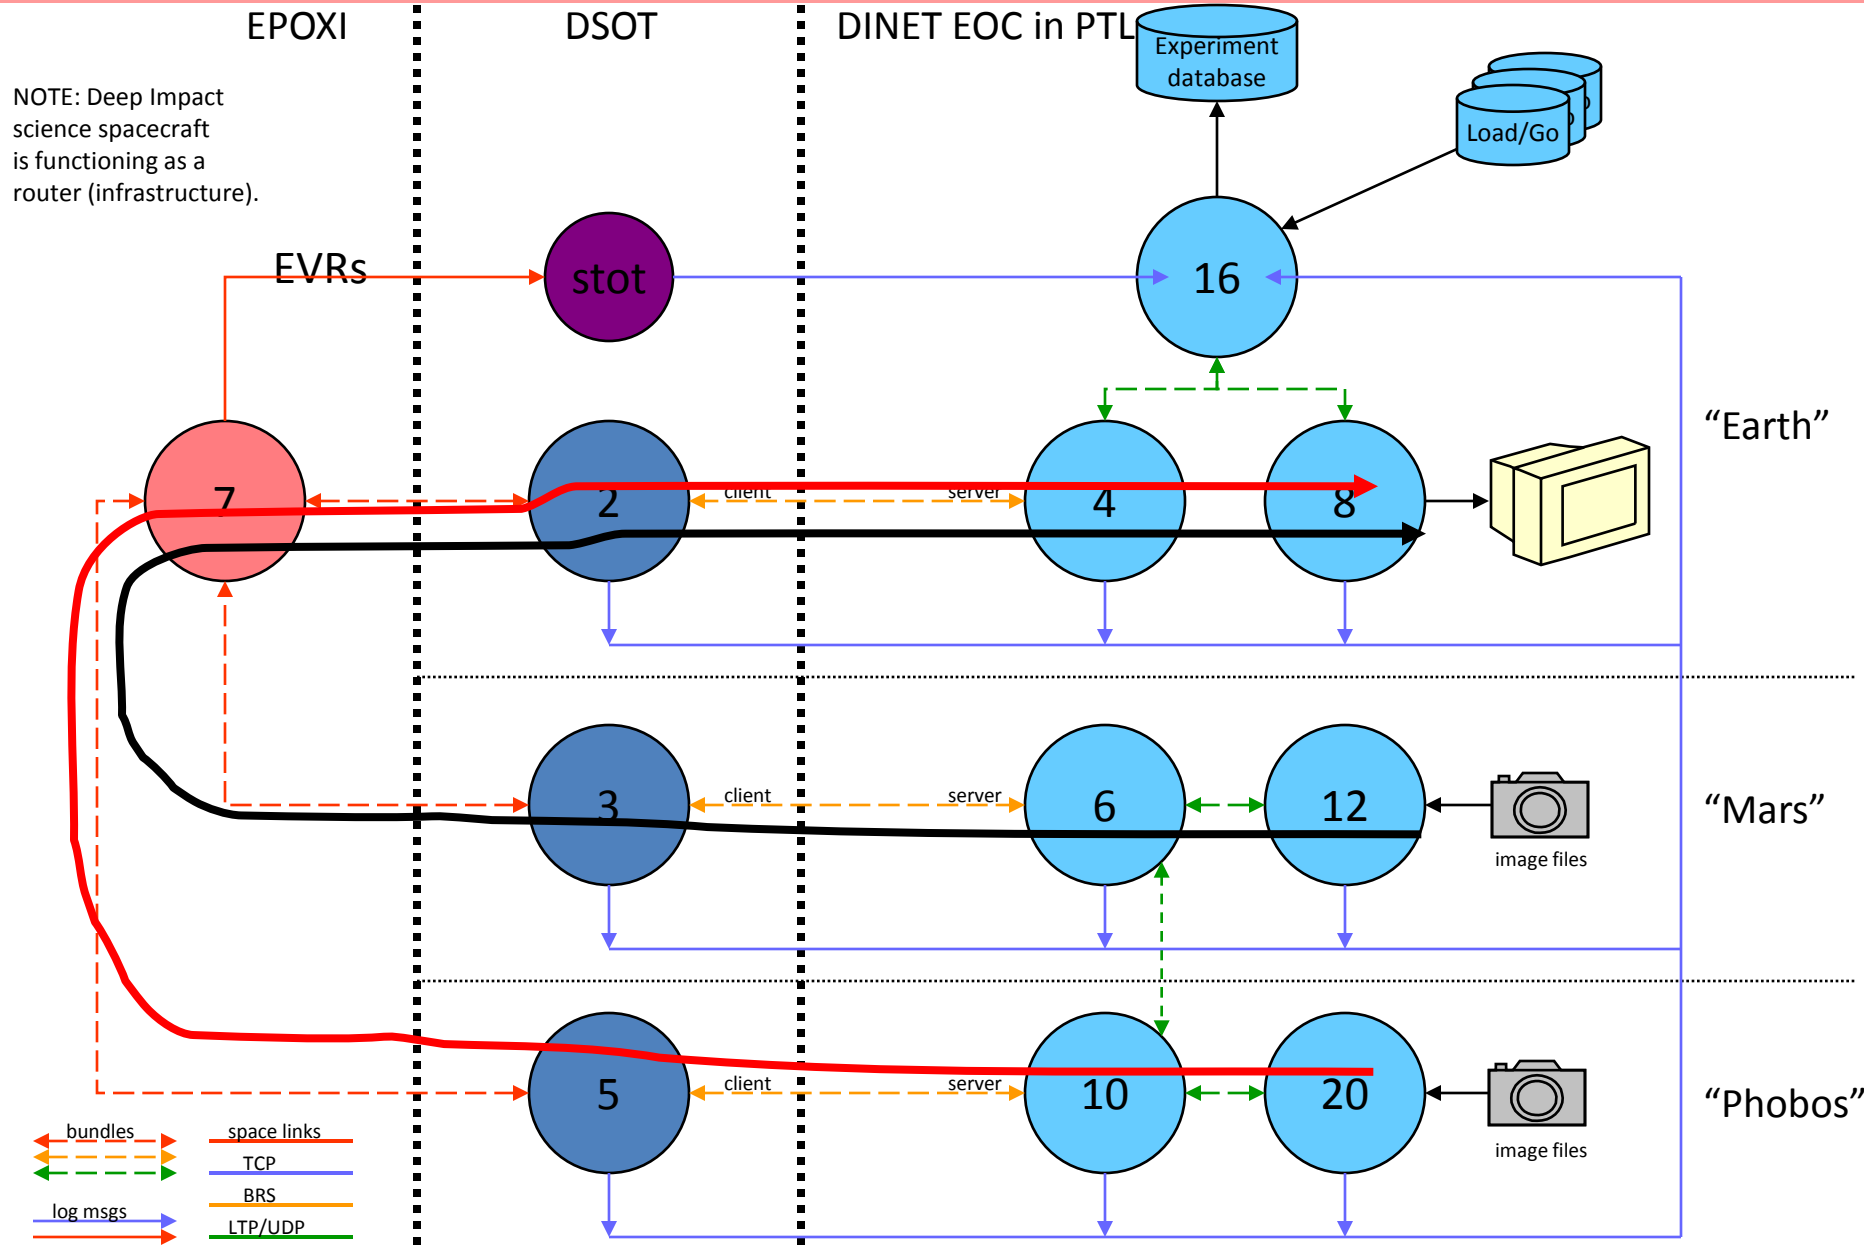 EPOXI
DSOT
DINET EOC in PTL
Experiment
database
Load/Go
NOTE: Deep Impact
science spacecraft
is functioning as a
router (infrastructure).
EVRs
stot
16
"Earth"
7
2
client
server
4
8
3
client
server
6
12
image files
"Mars"
5
client
server
10
20
image files
"Phobos"
bundles
space links
TCP
BRS
log msgs
LTP/UDP